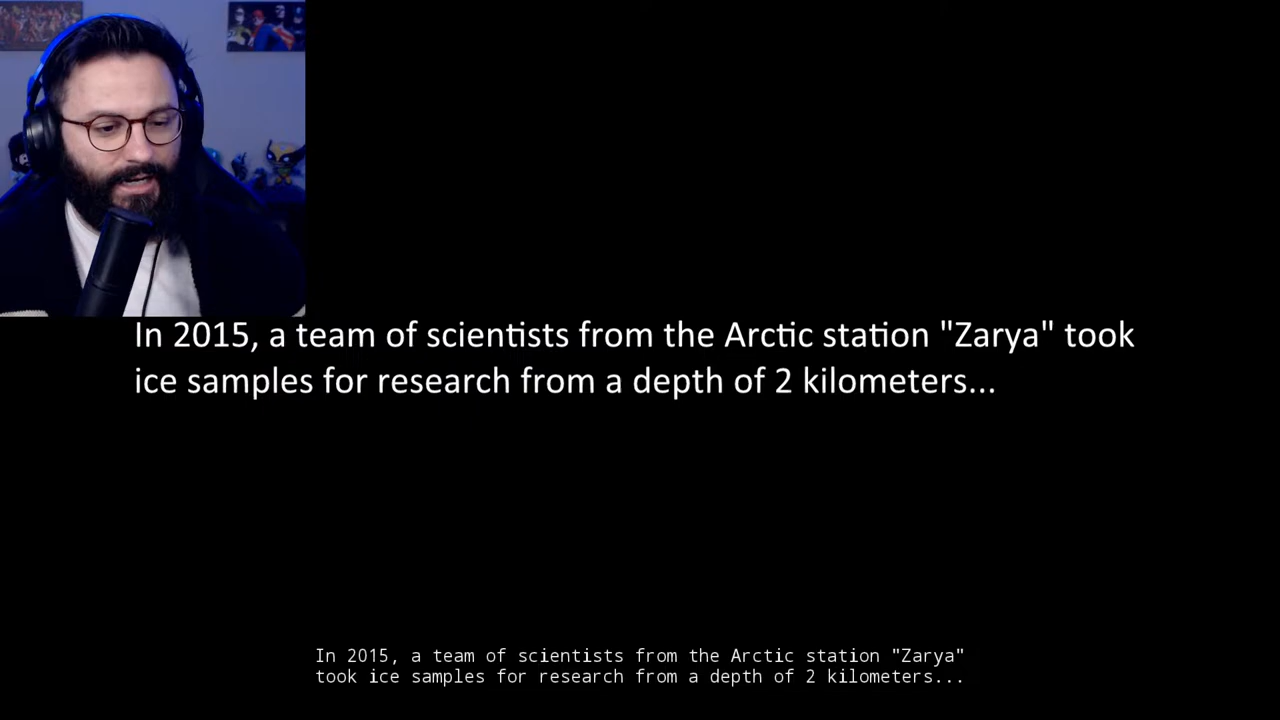 In 2015, a team of scientists from the Arctic station "Zarya" took
ice samples for research from a depth of 2 kilometers...
In 2015, a team of scientists from the Arctic station "Zarya"
took ice samples for research from a depth of 2 kilometers...